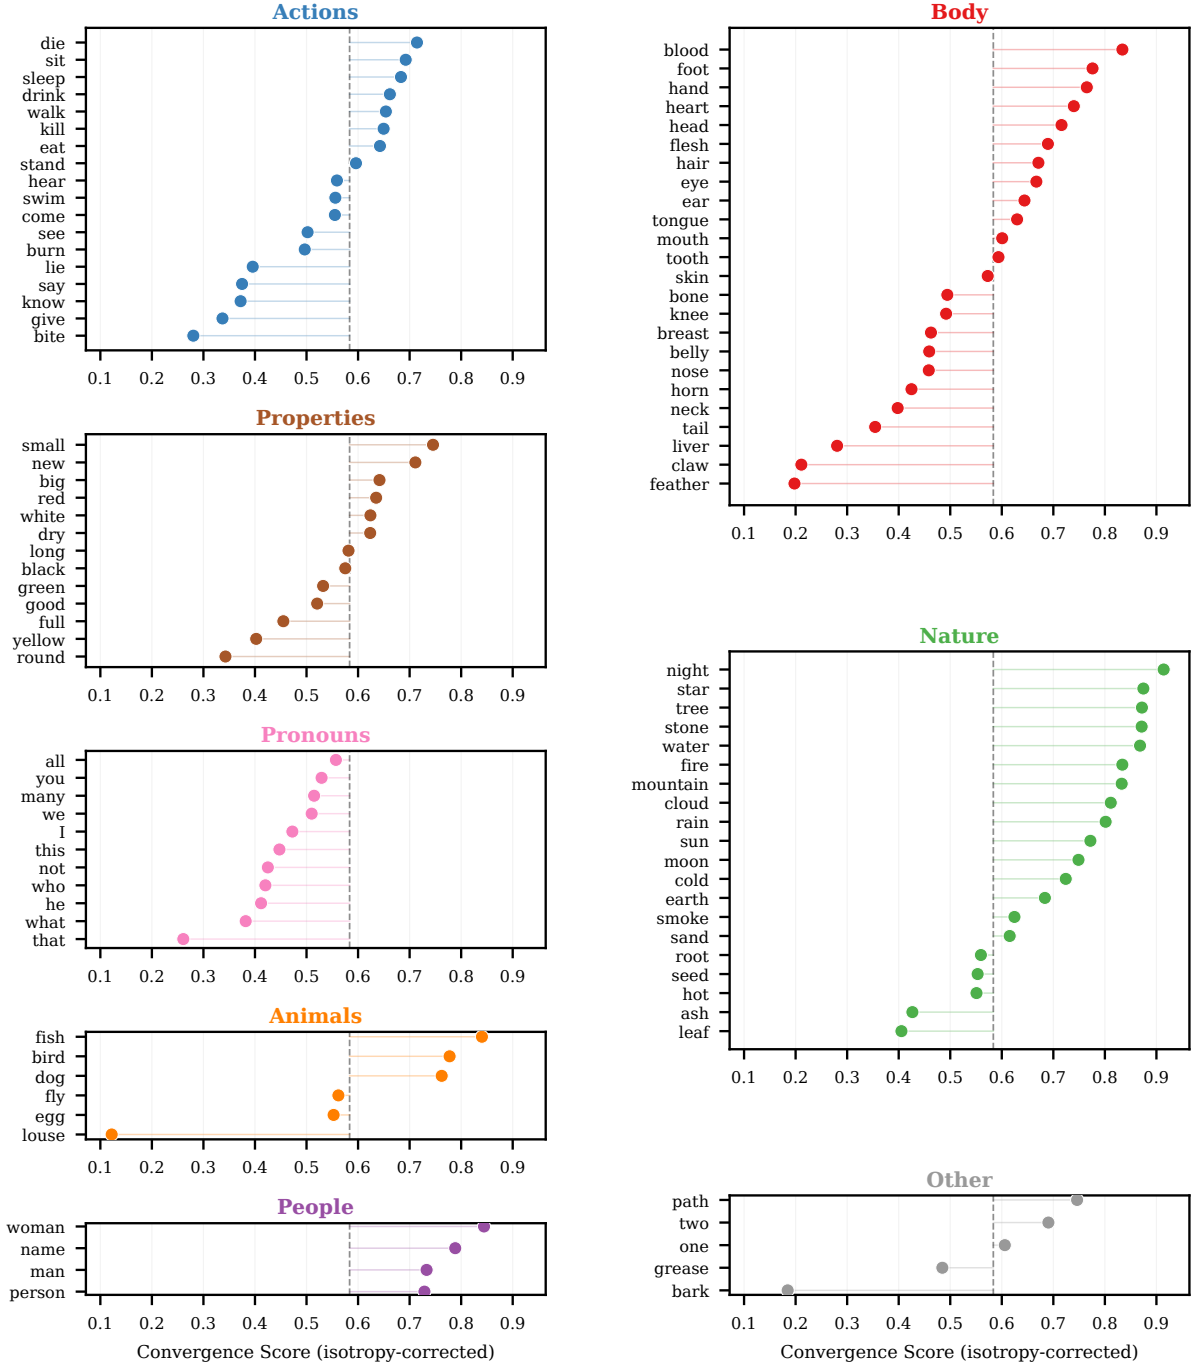 Actions
die
sit
sleep
drink
walk
kill
eat
stand
hear
swim
come
see
burn
lie
say
know
give
bite
0.1 0.2 0.3 0.4 0.5 0.6 0.7 0.8 0.9
Properties
small
new
big
red
white
dry
long
black
green
good
full
yellow
round
0.1 0.2 0.3 0.4 0.5 0.6 0.7 0.8 0.9
Pronouns
all
you
many
we
I
this
not
who
he
what
that
0.1 0.2 0.3 0.4 0.5 0.6 0.7 0.8 0.9
Animals
fish
bird
dog
fly
egg
louse
0.1 0.2 0.3 0.4 0.5 0.6 0.7 0.8 0.9
People
woman
name
man
person
0.1 0.2 0.3 0.4 0.5 0.6 0.7 0.8 0.9
Convergence Score (isotropy-corrected)
Body
blood
foot
hand
heart
head
flesh
hair
eye
ear
tongue
mouth
tooth
skin
bone
knee
breast
belly
nose
horn
neck
tail
liver
claw
feather
0.1 0.2 0.3 0.4 0.5 0.6 0.7 0.8 0.9
Nature
night
star
tree
stone
water
fire
mountain
cloud
rain
sun
moon
cold
earth
smoke
sand
root
seed
hot
ash
leaf
0.1 0.2 0.3 0.4 0.5 0.6 0.7 0.8 0.9
Other
path
two
one
grease
bark
0.1 0.2 0.3 0.4 0.5 0.6 0.7 0.8 0.9
Convergence Score (isotropy-corrected)